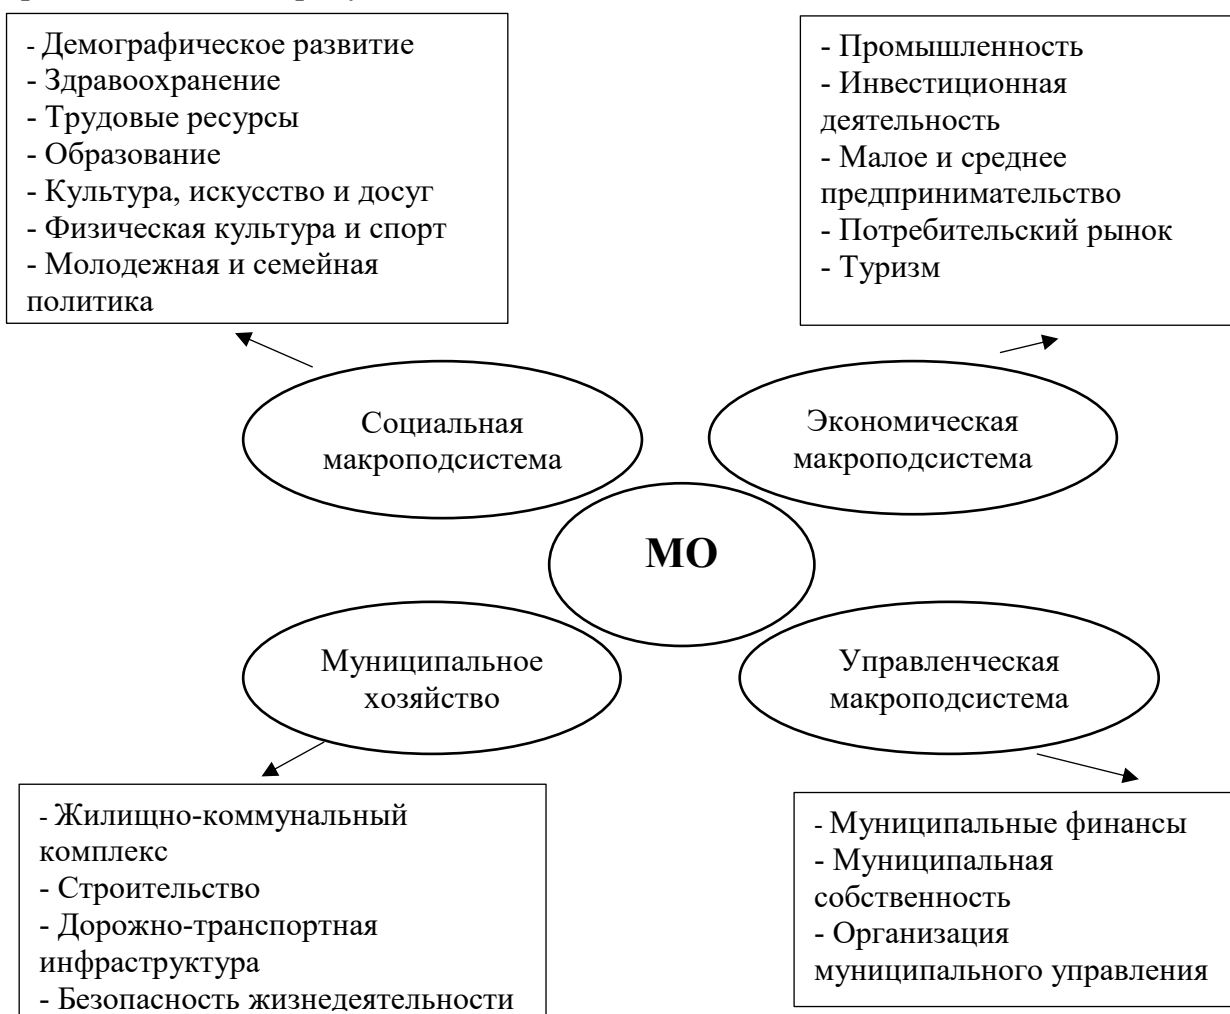 - Демографическое развитие
- Здравоохранение
- Трудовые ресурсы
- Образование
- Культура, искусство и досуг
- Физическая культура и спорт
- Молодежная и семейная
политика
- Промышленность
- Инвестиционная
деятельность
- Малое и среднее
предпринимательство
- Потребительский рынок
- Туризм
Социальная
макроподсистема
Экономическая
макроподсистема
МО
Муниципальное
хозяйство
Управленческая
макроподсистема
- Жилищно-коммунальный
комплекс
- Строительство
- Дорожно-транспортная
инфраструктура
- Безопасность жизнедеятельности
- Муниципальные финансы
- Муниципальная
собственность
- Организация
муниципального управления